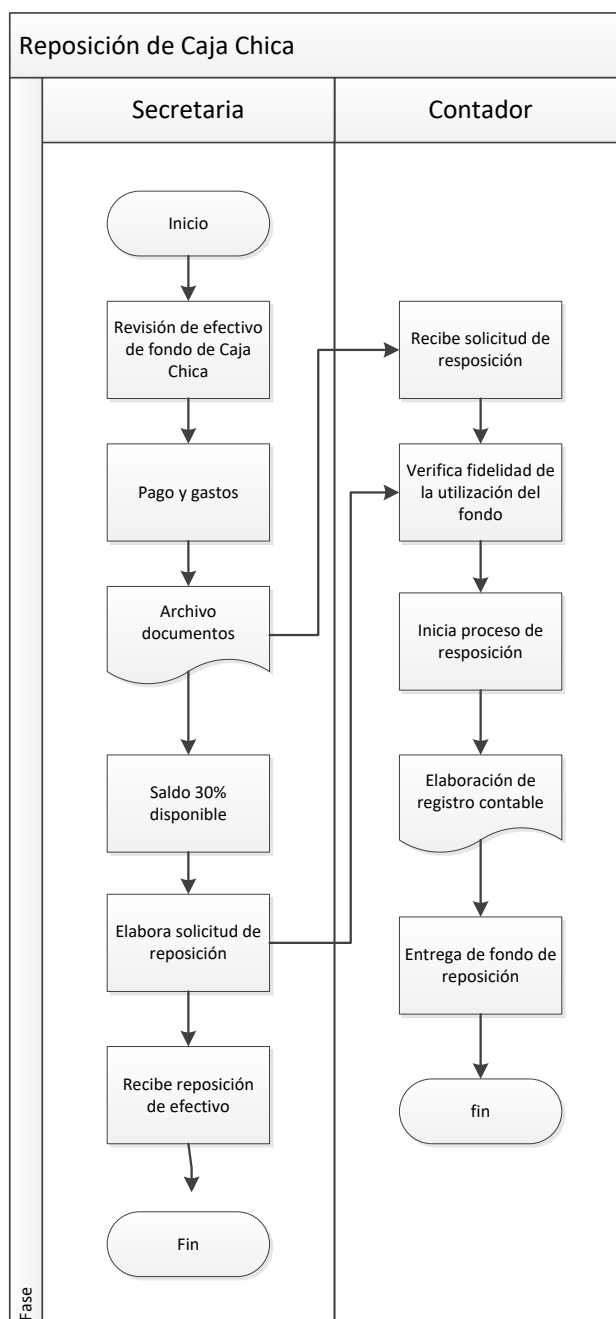 Reposición de Caja Chica
Secretaria
Contador
Inicio
Revisión de efectivo
de fondo de Caja
Chica
Pago y gastos
Archivo
documentos
Saldo 30%
disponible
Elabora solicitud de
reposición
Recibe reposición
de efectivo
Fin
Recibe solicitud de
resposición
Verifica fidelidad de
la utilización del
fondo
Inicia proceso de
resposición
Elaboración de
registro contable
Entrega de fondo de
reposición
fin
Fase